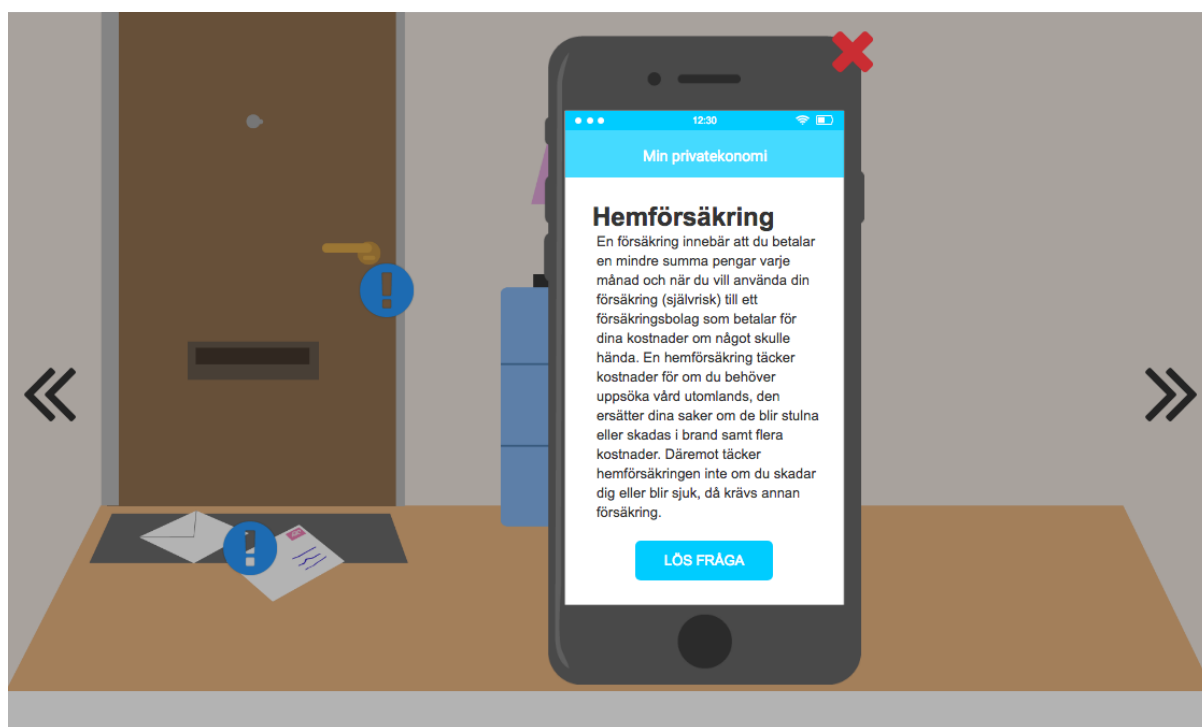 12:30
Min privatekonomi
Hemförsäkring
En försäkring innebär att du betalar
en mindre summa pengar varje
månad och när du vill använda din
försäkring (självrisk) till ett
försäkringsbolag som betalar för
dina kostnader om något skulle
hända. En hemförsäkring täcker
kostnader för om du behöver
uppsöka vård utomlands, den
ersätter dina saker om de blir stulna
eller skadas i brand samt flera
kostnader. Däremot täcker
hemförsäkringen inte om du skadar
dig eller blir sjuk, då krävs annan
försäkring.
LÖS FRÅGA